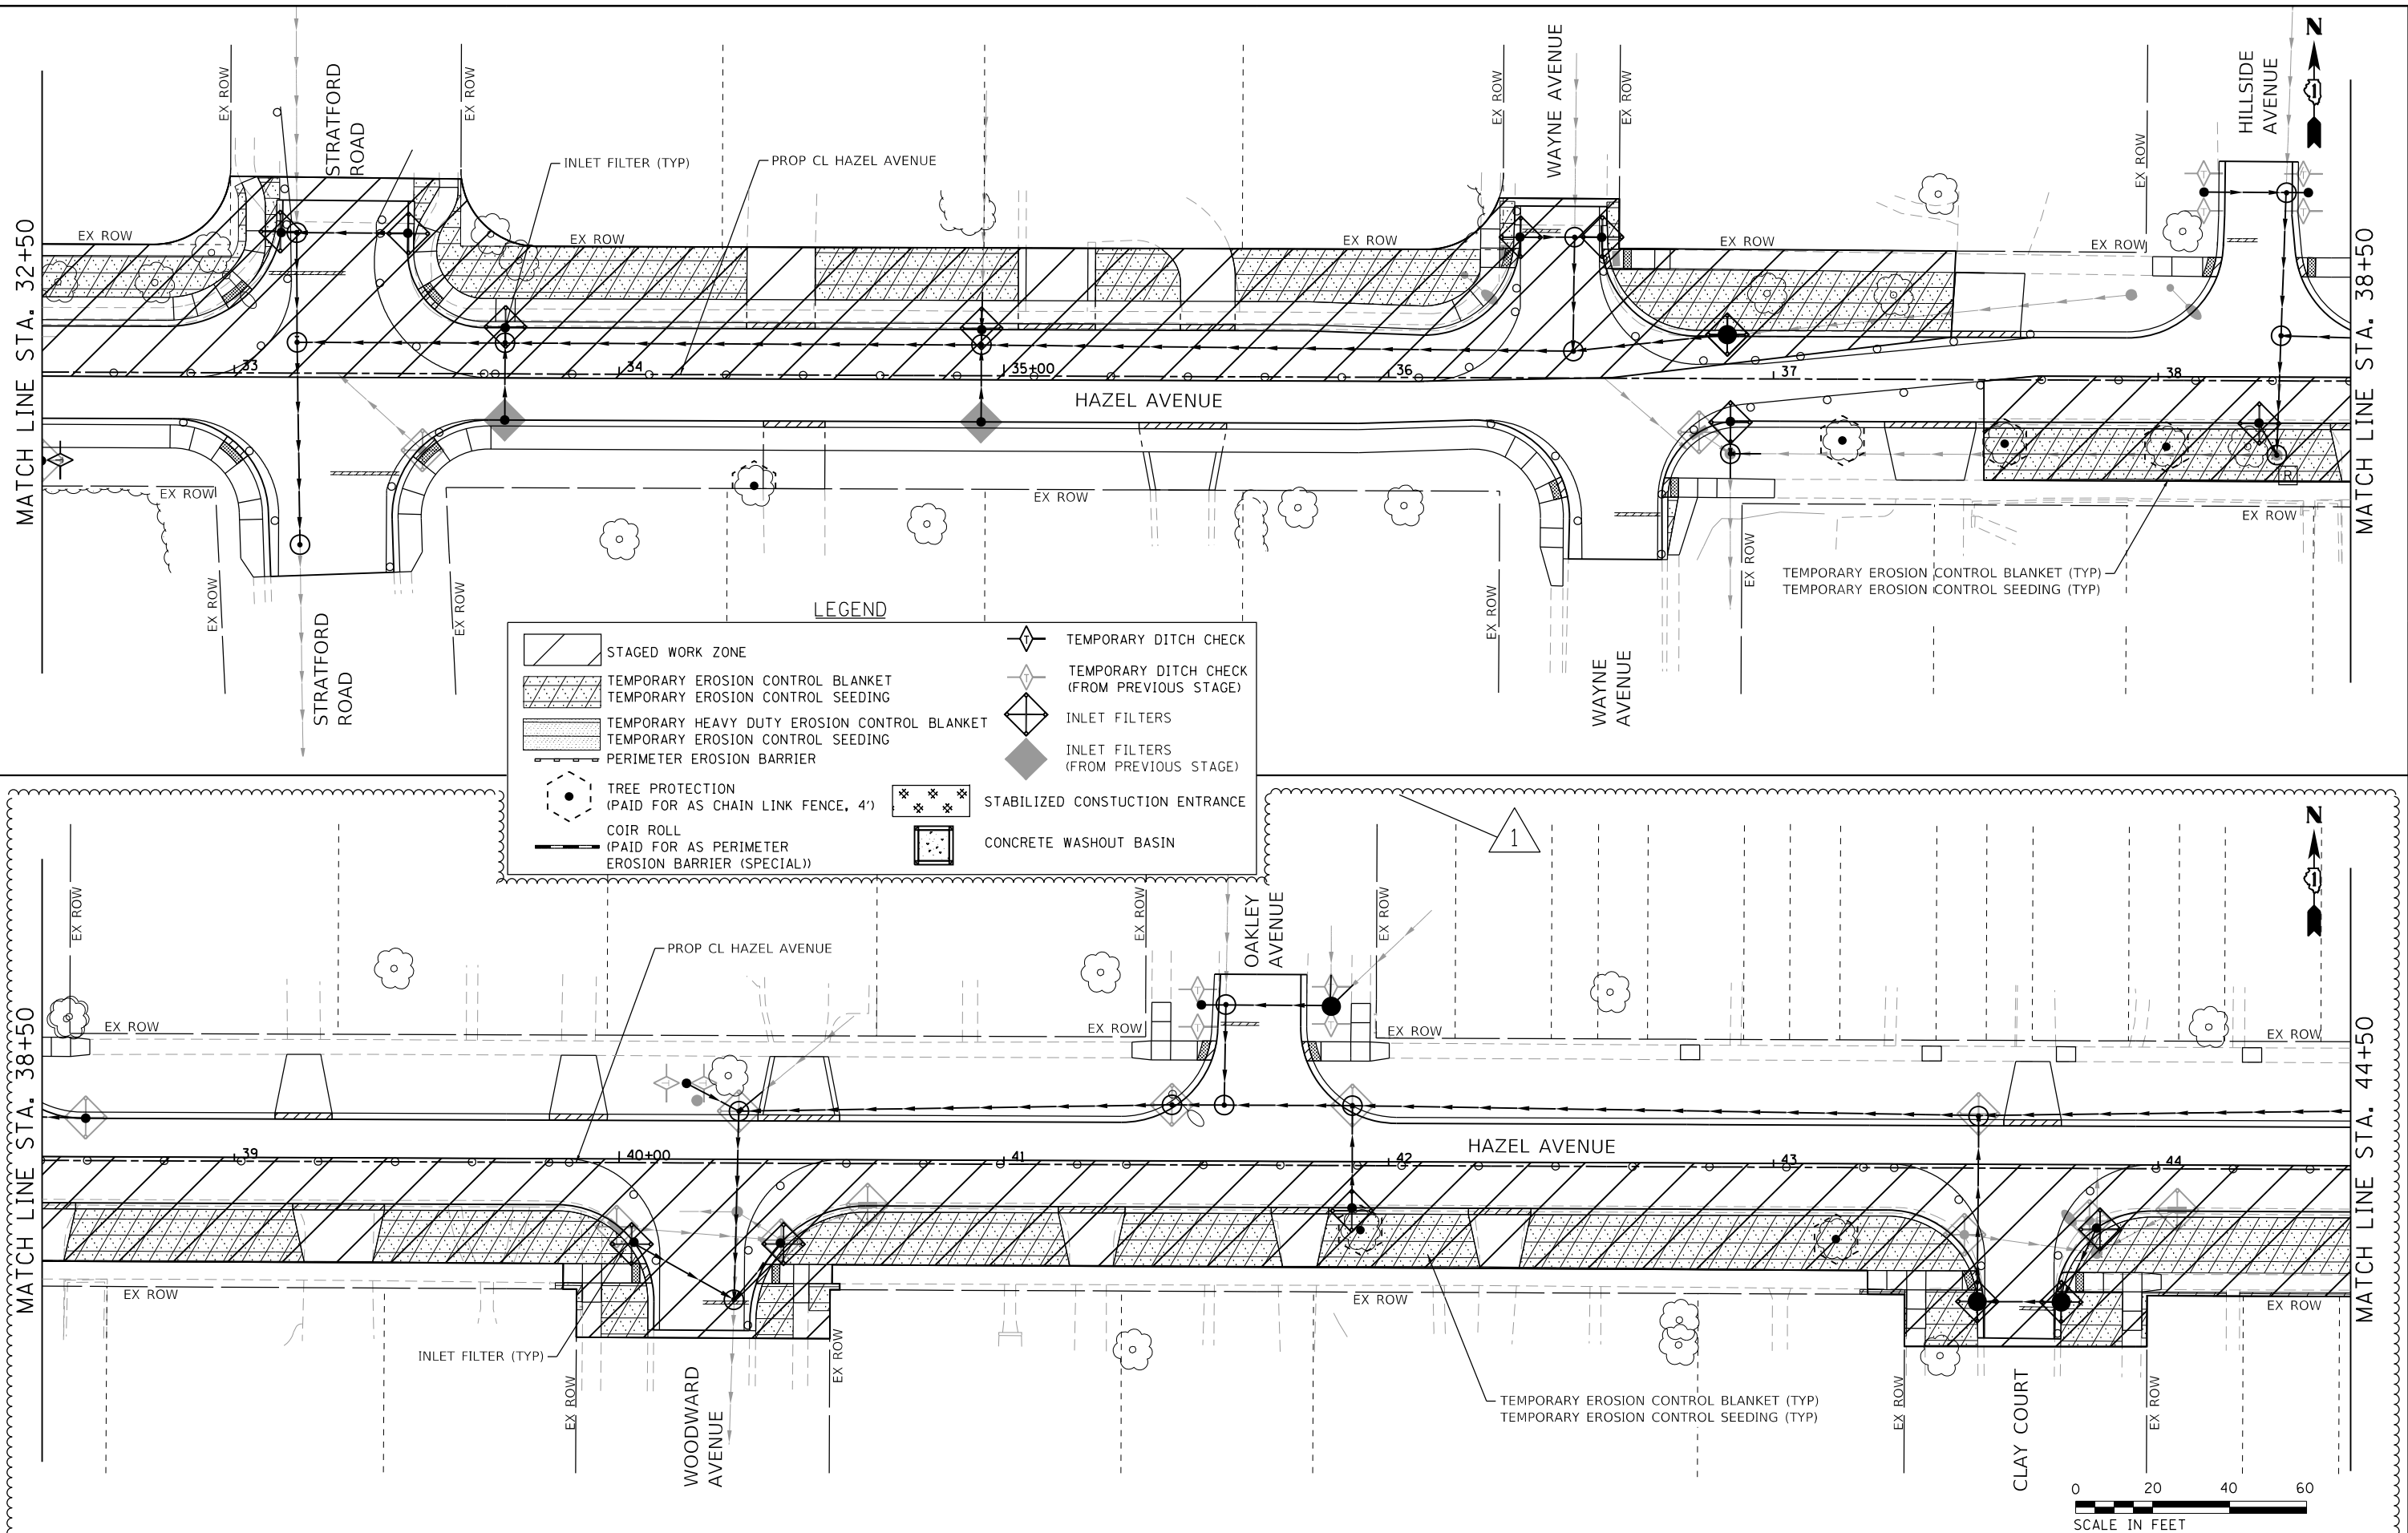 STRATFORD
ROAD
WAYNE AVENUE
HILLSIDE
AVENUE
N
1
EX ROW
EX ROW
EX ROW
EX ROW
EX ROW
INLET FILTER (TYP)
PROP CL HAZEL AVENUE
EX ROW
EX ROW
EX ROW
EX ROW
EX ROW
MATCH LINE STA. 32+50
MATCH LINE STA. 38+50
33
34
35+00
36
37
38
HAZEL AVENUE
T
R
EX ROW
EX ROW
EX ROW
EX ROW
EX ROW
EX ROW
EX ROW
TEMPORARY EROSION CONTROL BLANKET (TYP)
TEMPORARY EROSION CONTROL SEEDING (TYP)
STRATFORD
ROAD
WAYNE
AVENUE
LEGEND
STAGED WORK ZONE
TEMPORARY EROSION CONTROL BLANKET
TEMPORARY EROSION CONTROL SEEDING
TEMPORARY HEAVY DUTY EROSION CONTROL BLANKET
TEMPORARY EROSION CONTROL SEEDING
PERIMETER EROSION BARRIER
TREE PROTECTION
(PAID FOR AS CHAIN LINK FENCE, 4')
COIR ROLL
(PAID FOR AS PERIMETER
EROSION BARRIER (SPECIAL))
T
TEMPORARY DITCH CHECK
T
TEMPORARY DITCH CHECK
(FROM PREVIOUS STAGE)
INLET FILTERS
INLET FILTERS
(FROM PREVIOUS STAGE)
STABILIZED CONSTUCTION ENTRANCE
CONCRETE WASHOUT BASIN
1
N
1
OAKLEY
AVENUE
EX ROW
EX ROW
EX ROW
PROP CL HAZEL AVENUE
EX ROW
EX ROW
EX ROW
EX ROW
MATCH LINE STA. 38+50
MATCH LINE STA. 44+50
HAZEL AVENUE
39
40+00
41
42
43
44
EX ROW
EX ROW
EX ROW
INLET FILTER (TYP)
EX ROW
EX ROW
EX ROW
EX ROW
TEMPORARY EROSION CONTROL BLANKET (TYP)
TEMPORARY EROSION CONTROL SEEDING (TYP)
WOODWARD
AVENUE
CLAY COURT
0 20 40 60
SCALE IN FEET